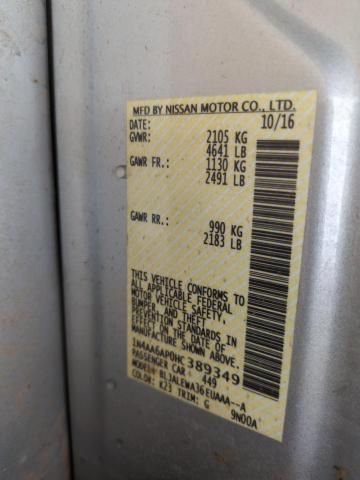 MFD BY NISSAN MOTOR CO., LTD.
DATE: 10/16
GVWR: 2105 KG
4641 LB
GAWR FR.: 1130 KG
2491 LB
GAWR RR.: 990 KG
2183 LB
THIS VEHICLE CONFORMS TO
ALL APPLICABLE FEDERAL
MOTOR VEHICLE SAFETY,
BUMPER, AND THEFT
PREVENTION STANDARDS IN
EFFECT ON THE DATE OF
MANUFACTURE SHOWN ABOVE.
1N4AA6AP0HC389349
PASSENGER CAR 449
MODEL: BLJALEWA36EUAAA--A
COLOR: K23 TRIM: G 9N00A